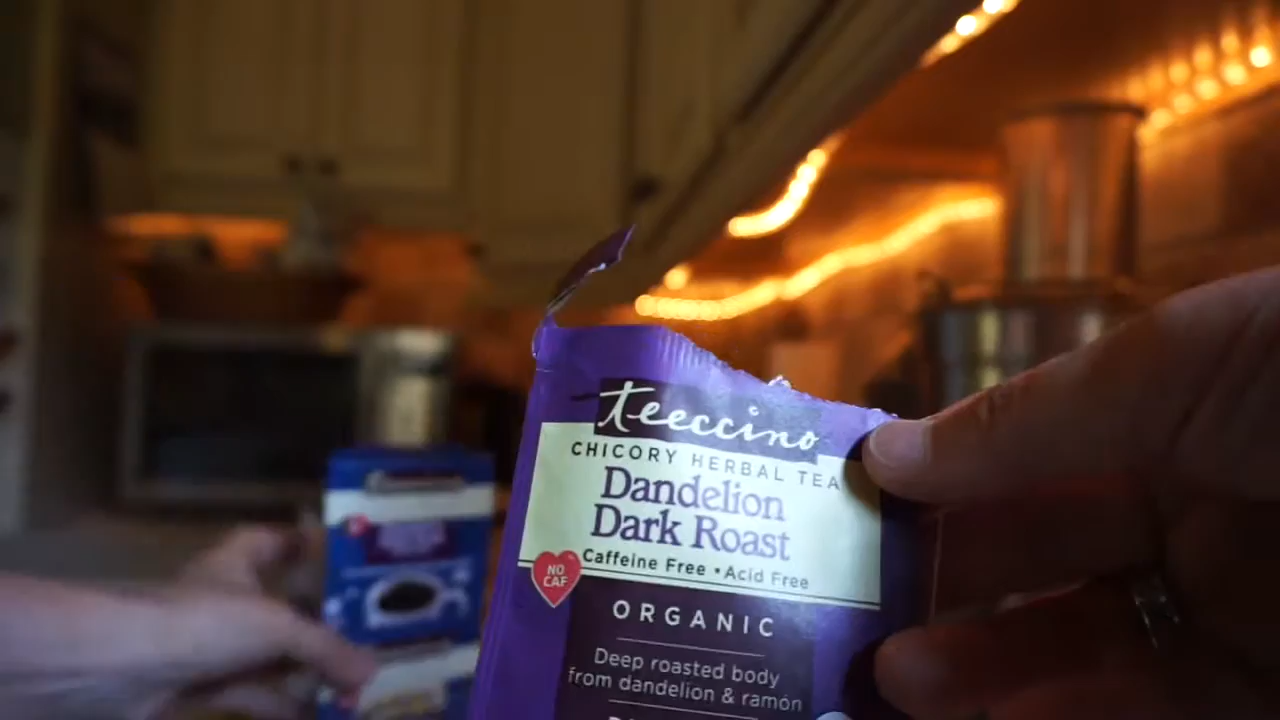 teeccino
CHICORY HERBAL TEA
Dandelion
Dark Roast
Caffeine Free • Acid Free
NO
CAF
ORGANIC
Deep roasted body
from dandelion & ramón